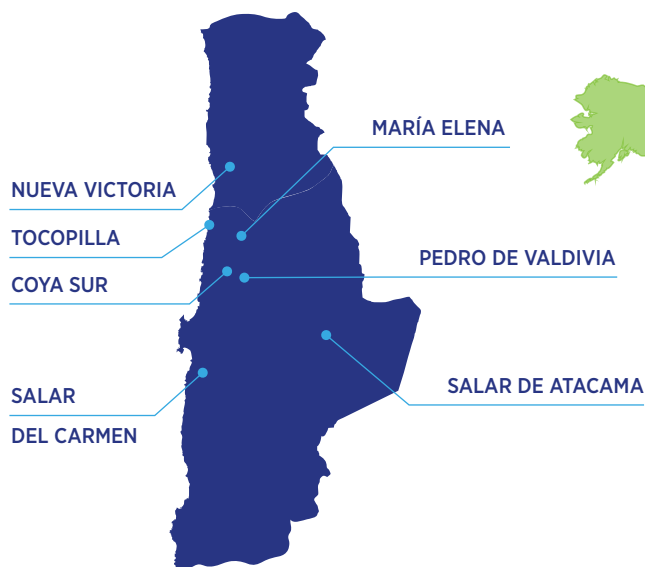 MARÍA ELENA
NUEVA VICTORIA
TOCOPILLA
PEDRO DE VALDIVIA
COYA SUR
SALAR DE ATACAMA
SALAR
DEL CARMEN